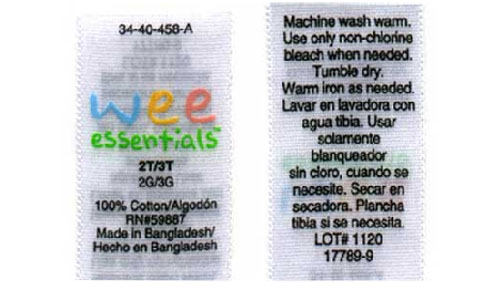 34-40-458-A
wee
essentials™
2T/3T
2G/3G
100% Cotton/Algodón
RN#59887
Made in Bangladesh/
Hecho en Bangladesh
Machine wash warm.
Use only non-chlorine
bleach when needed.
Tumble dry.
Warm iron as needed.
Lavar en lavadora con
agua tibia. Usar
solamente
blanqueador
sin cloro, cuando se
necesite. Secar en
secadora. Plancha
tibia si se necesita.
LOT# 1120
17789-9